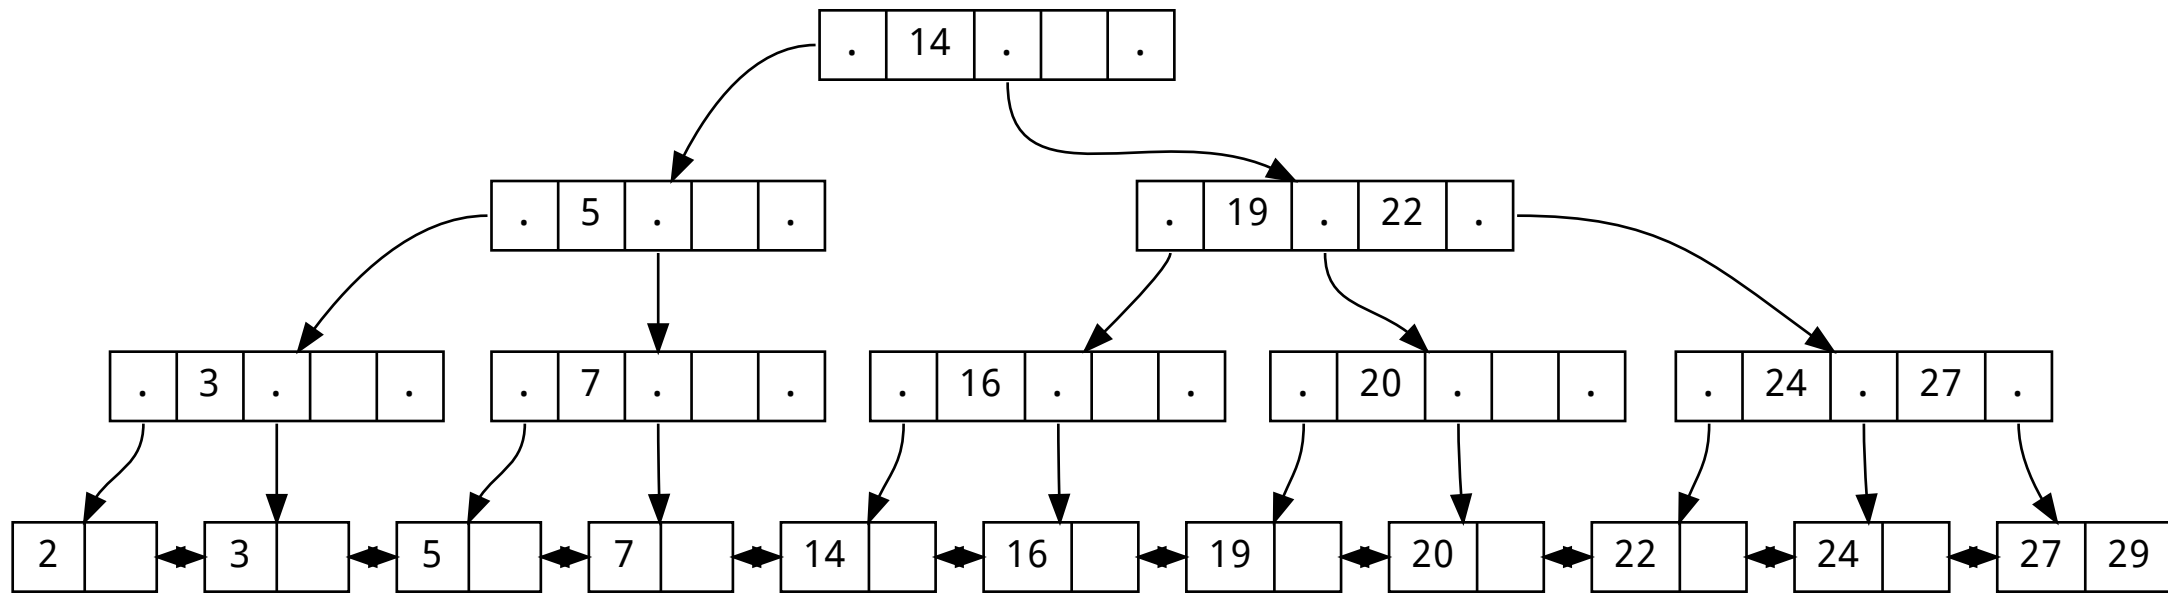 . 14 . .
. 5 . . . 19 . 22 .
. 3 . . . 7 . . . 16 . . . 20 . . . 24 . 27 .
2 3 5 7 14 16 19 20 22 24 27 29